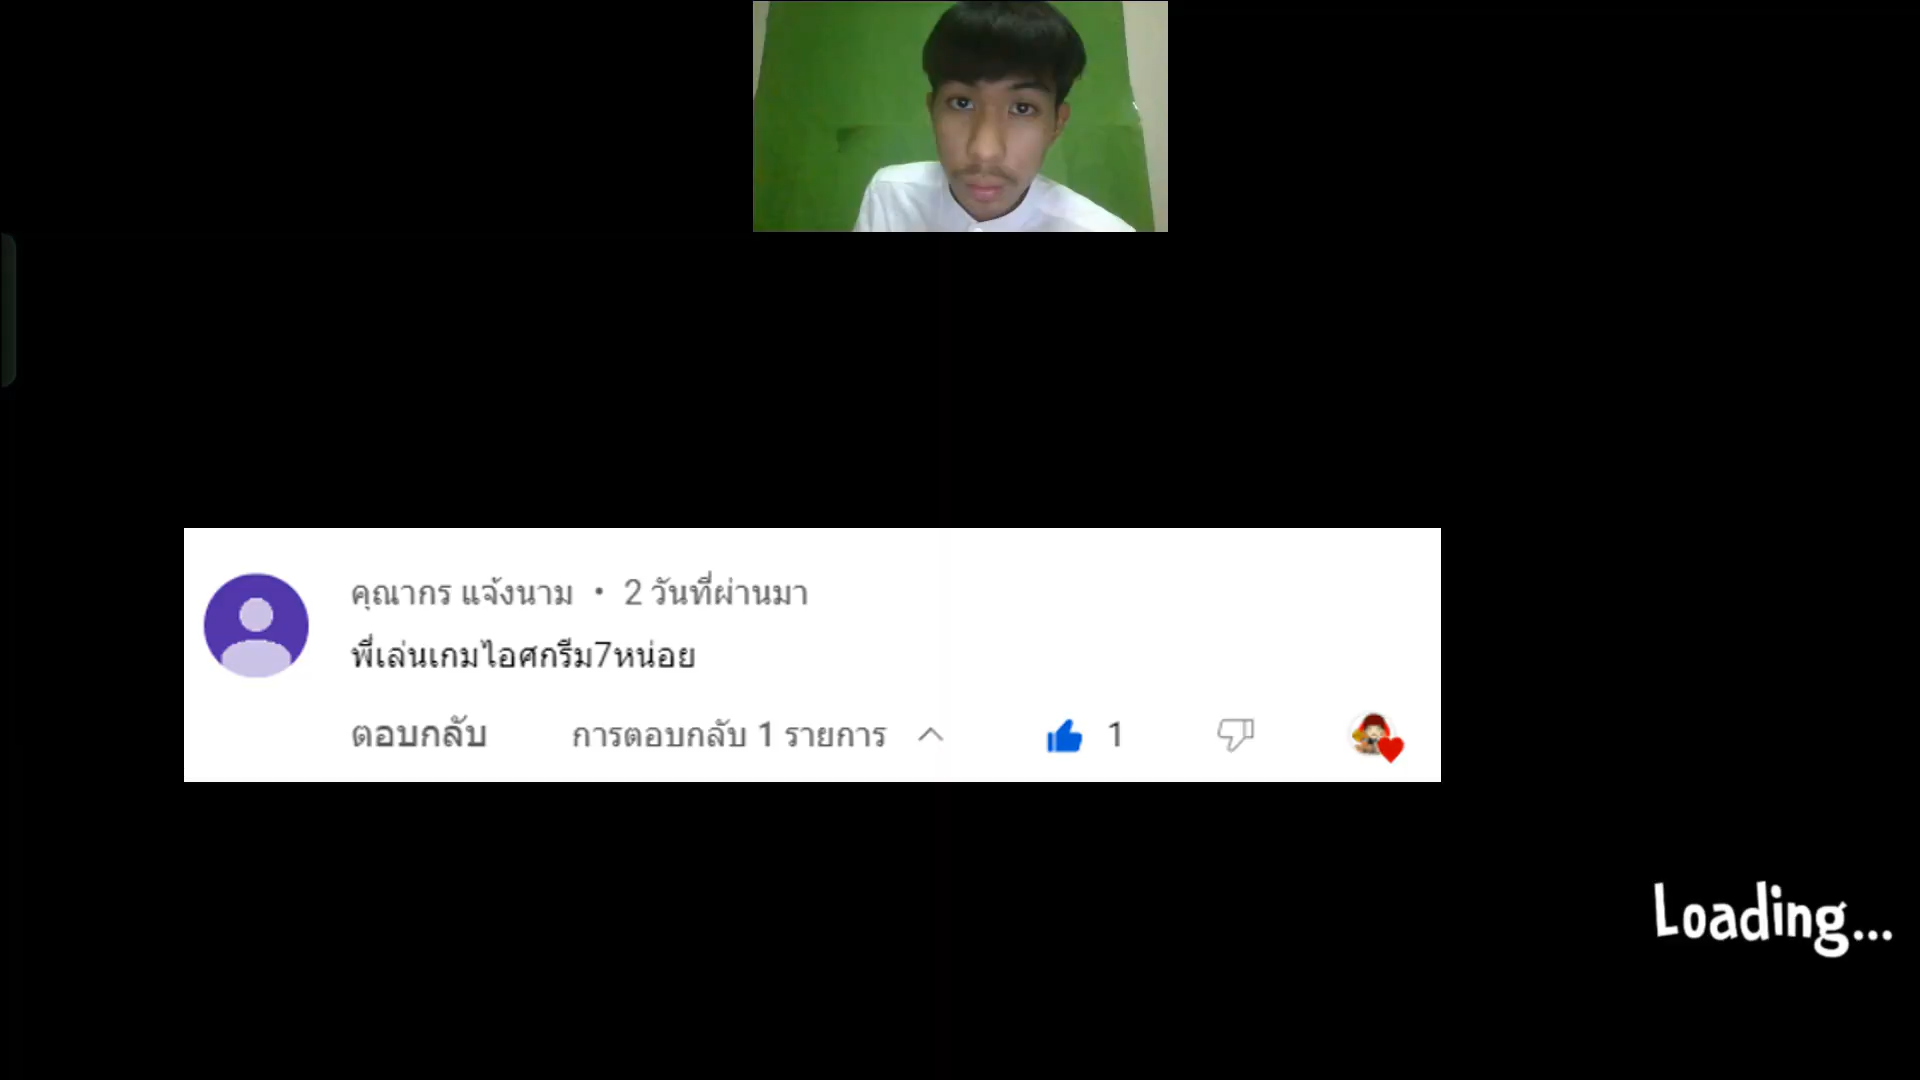 คุณากร แจ้งนาม • 2 วันที่ผ่านมา
พี่เล่นเกมไอศกรีม7หน่อย
ตอบกลับ การตอบกลับ 1 รายการ 1
Loading...